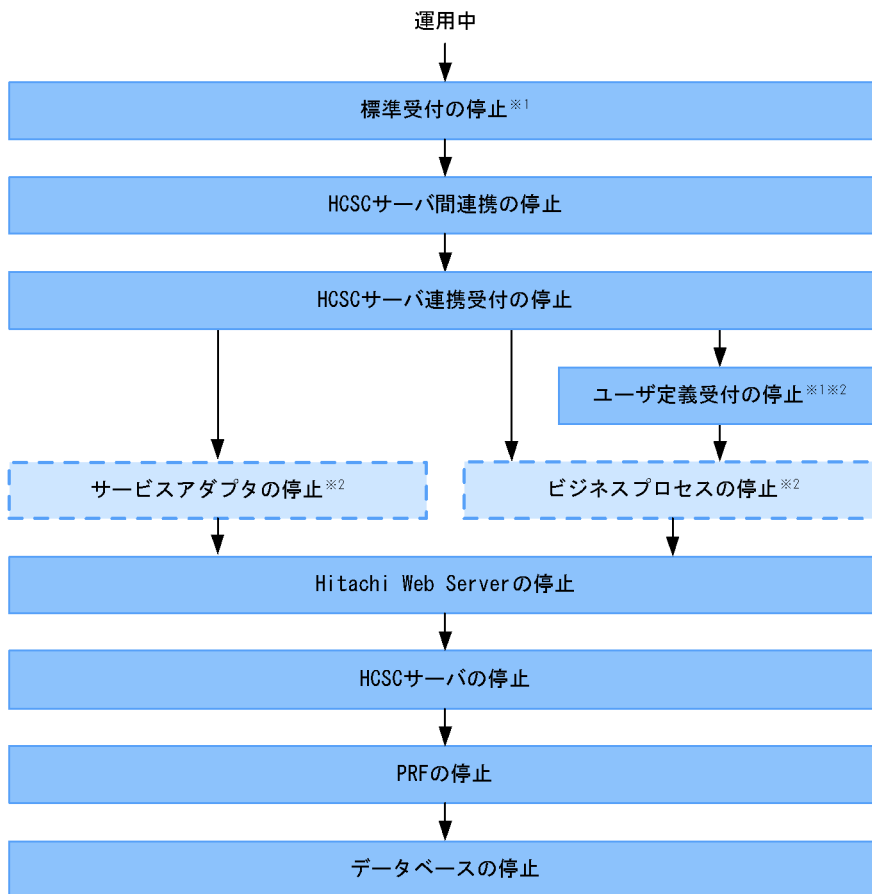 運用中
標準受付の停止※1
HCSCサーバ間連携の停止
HCSCサーバ連携受付の停止
ユーザ定義受付の停止※1※2
サービスアダプタの停止※2
ビジネスプロセスの停止※2
Hitachi Web Serverの停止
HCSCサーバの停止
PRFの停止
データベースの停止